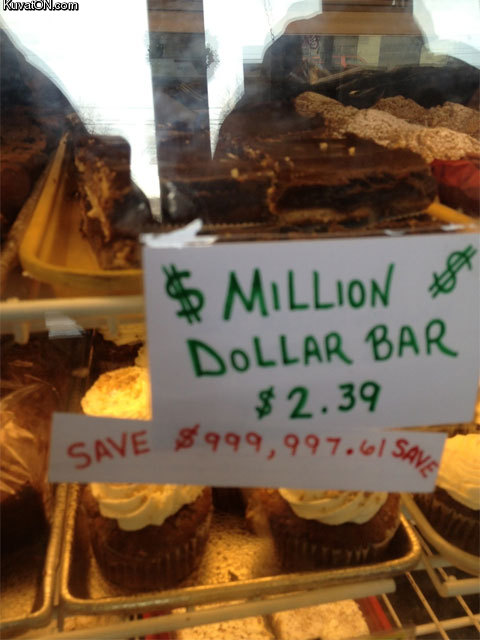 KuvatON.com
$ MILLION $
DOLLAR BAR
$2.39
SAVE $999,997.61 SAVE